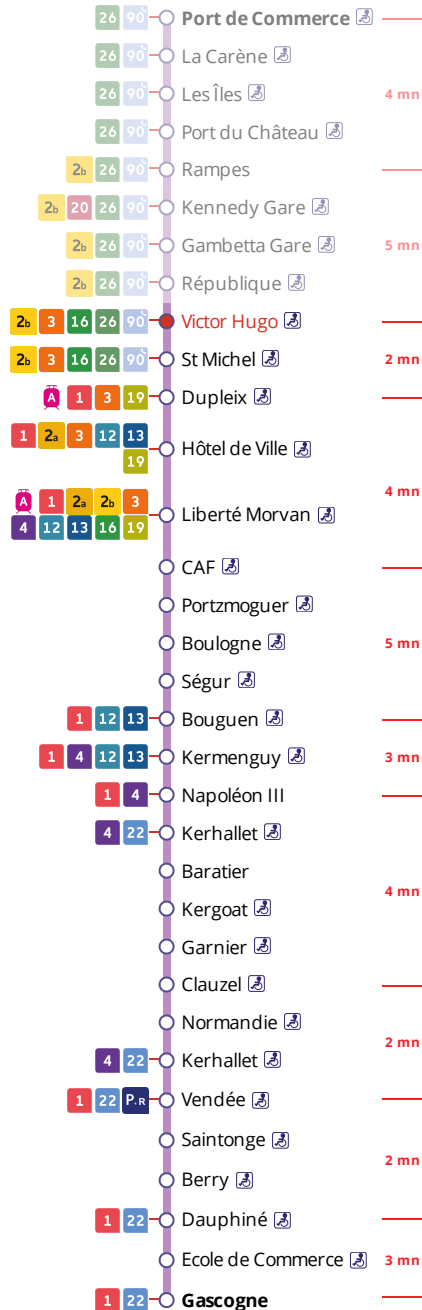 26 90 Port de Commerce
26 90 La Carène
26 90 Les Îles
4 mn
26 90 Port du Château
2b 26 90 Rampes
2b 20 26 90 Kennedy Gare
2b 26 90 Gambetta Gare
5 mn
2b 26 90 République
2b 3 16 26 90 Victor Hugo
2b 3 16 26 90 St Michel
2 mn
A 1 3 19 Dupleix
1 2a 3 12 13
19
Hôtel de Ville
4 mn
A 1 2a 2b 3
4 12 13 16 19
Liberté Morvan
CAF
Portzmoguer
Boulogne
5 mn
Ségur
1 12 13 Bouguen
1 4 12 13 Kermenguy
3 mn
1 4 Napoléon III
4 22 Kerhallet
Baratier
4 mn
Kergoat
Garnier
Clauzel
Normandie
2 mn
4 22 Kerhallet
1 22 P+R Vendée
Saintonge
2 mn
Berry
1 22 Dauphiné
Ecole de Commerce
3 mn
1 22 Gascogne